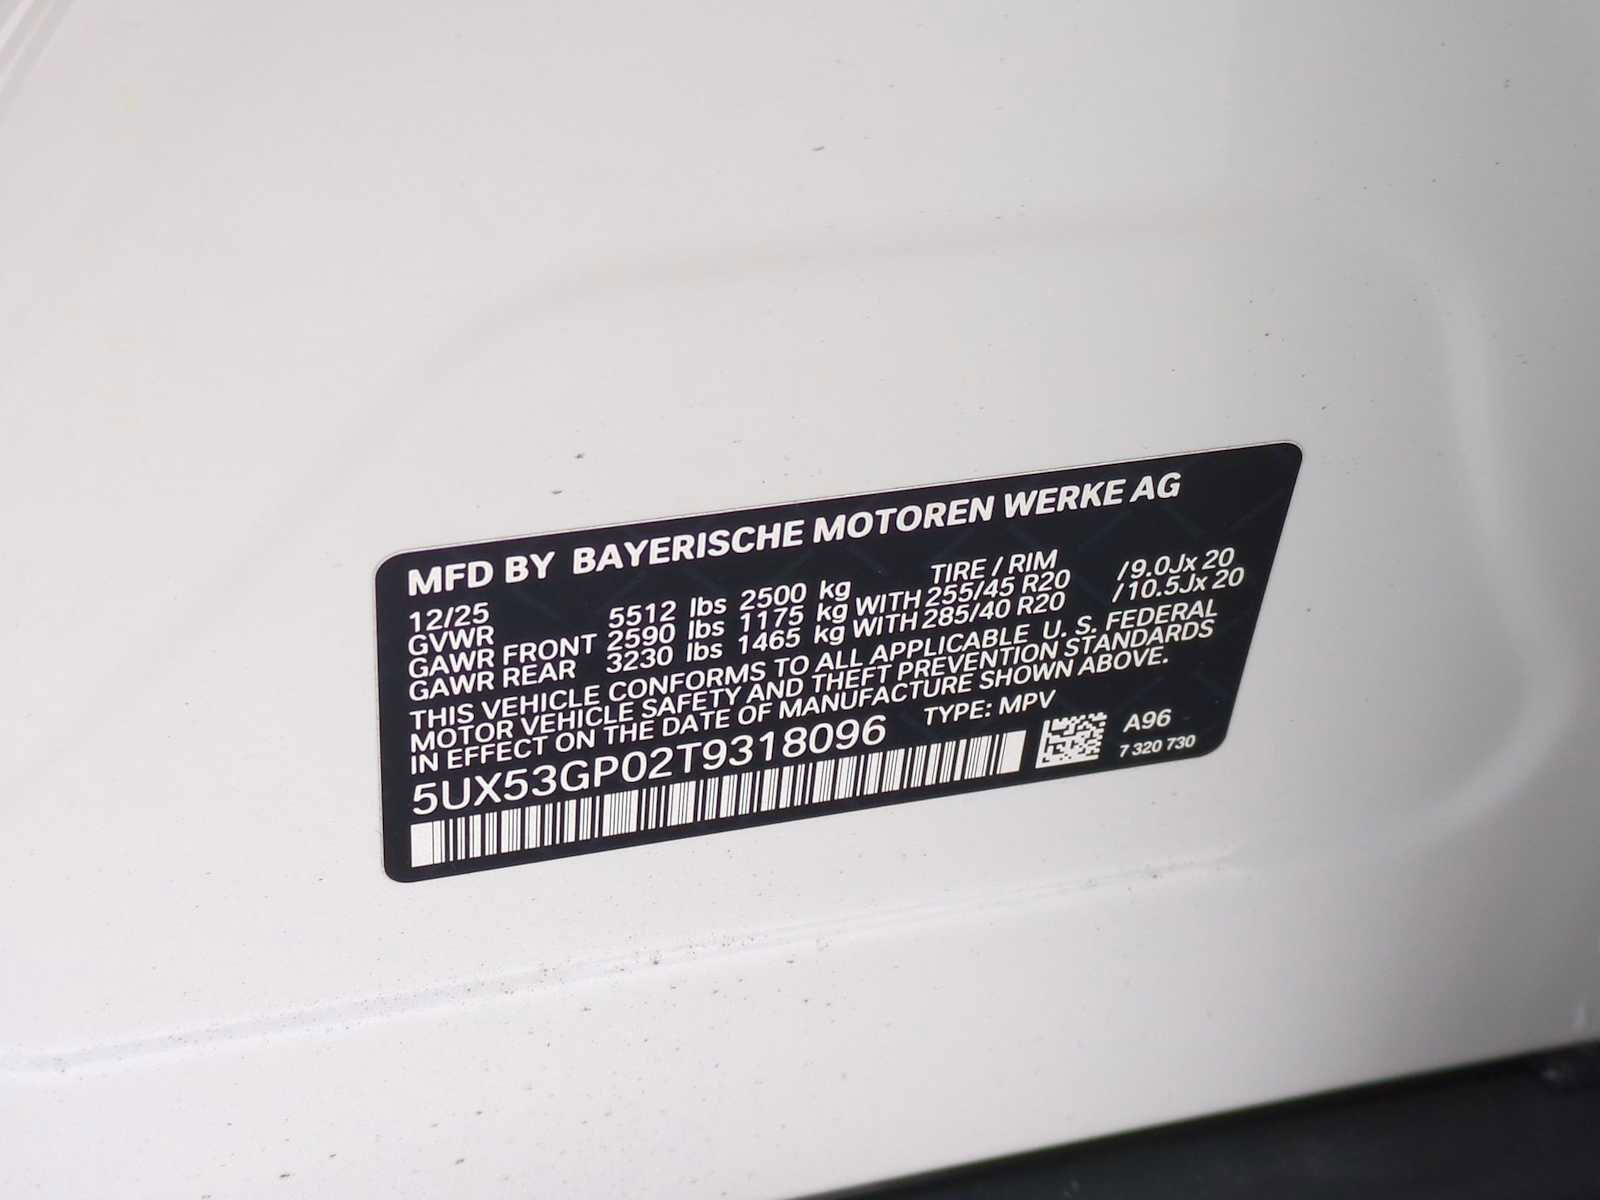 MFD BY BAYERISCHE MOTOREN WERKE AG
12/25 TIRE / RIM
GVWR 5512 lbs 2500 kg
GAWR FRONT 2590 lbs 1175 kg WITH 255/45 R20 /9.0Jx 20
GAWR REAR 3230 lbs 1465 kg WITH 285/40 R20 /10.5Jx 20
THIS VEHICLE CONFORMS TO ALL APPLICABLE U. S. FEDERAL
MOTOR VEHICLE SAFETY AND THEFT PREVENTION STANDARDS
IN EFFECT ON THE DATE OF MANUFACTURE SHOWN ABOVE.
5UX53GP02T9318096 TYPE: MPV
A96
7 320 730